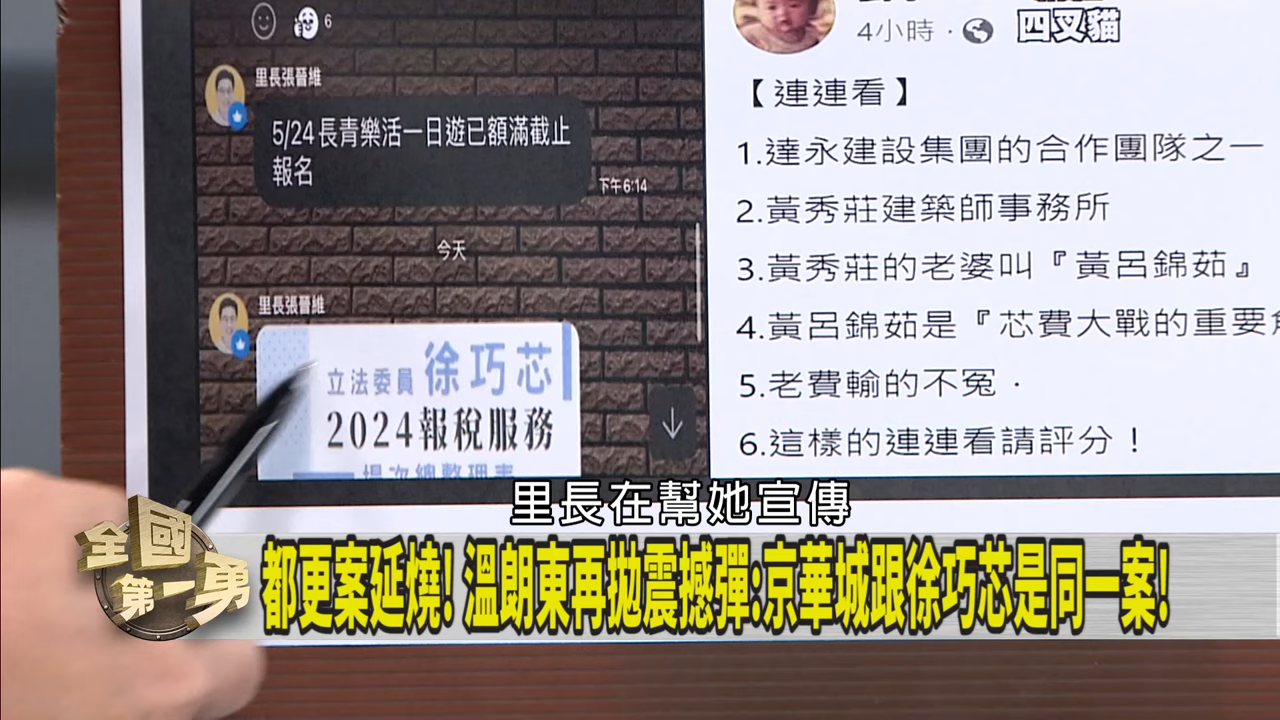 6
里長張晉維
5/24長青樂活一日遊已額滿截止
報名
下午6:14
今天
里長張晉維
立法委員 徐巧芯
2024報稅服務
場次總整理表
4小時 ·
四叉貓
【連連看】
1.達永建設集團的合作團隊之一
2.黃秀莊建築師事務所
3.黃秀莊的老婆叫『黃呂錦茹』
4.黃呂錦茹是『芯費大戰的重要
5.老費輸的不冤．
6.這樣的連連看請評分！
里長在幫她宣傳
全國第一勇
都更案延燒! 溫朗東再拋震撼彈:京華城跟徐巧芯是同一案!